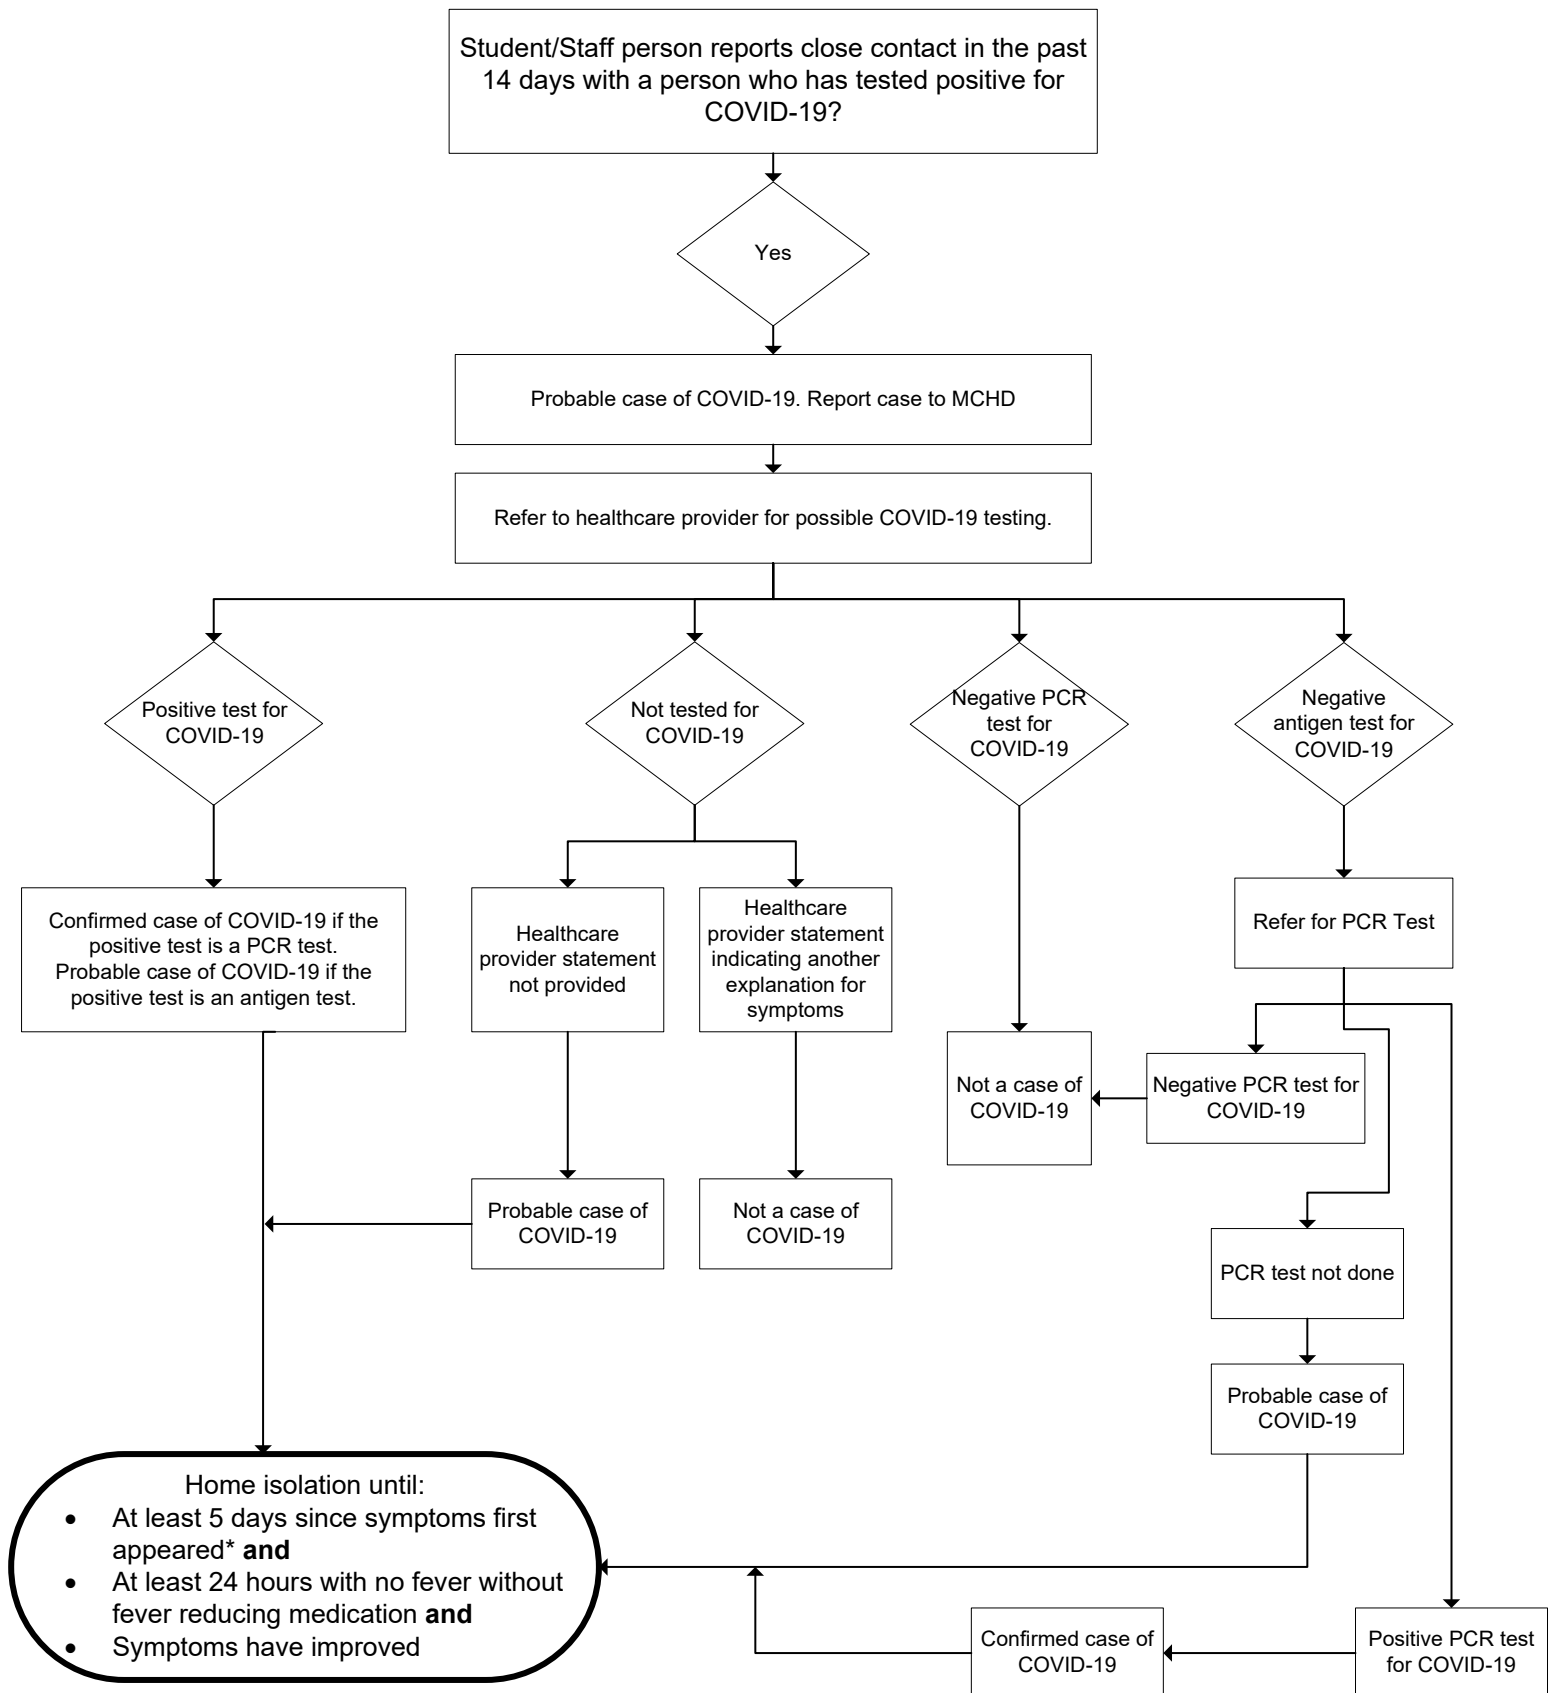 Student/Staff person reports close contact in the past
14 days with a person who has tested positive for
COVID-19?
Yes
Probable case of COVID-19. Report case to MCHD
Refer to healthcare provider for possible COVID-19 testing.
Positive test for
COVID-19
Not tested for
COVID-19
Negative PCR
test for
COVID-19
Negative
antigen test for
COVID-19
Confirmed case of COVID-19 if the
positive test is a PCR test.
Probable case of COVID-19 if the
positive test is an antigen test.
Healthcare
provider statement
not provided
Healthcare
provider statement
indicating another
explanation for
symptoms
Refer for PCR Test
Not a case of
COVID-19
Negative PCR test for
COVID-19
Probable case of
COVID-19
Not a case of
COVID-19
PCR test not done
Probable case of
COVID-19
Home isolation until:
• At least 5 days since symptoms first
appeared* and
• At least 24 hours with no fever without
fever reducing medication and
• Symptoms have improved
Confirmed case of
COVID-19
Positive PCR test
for COVID-19